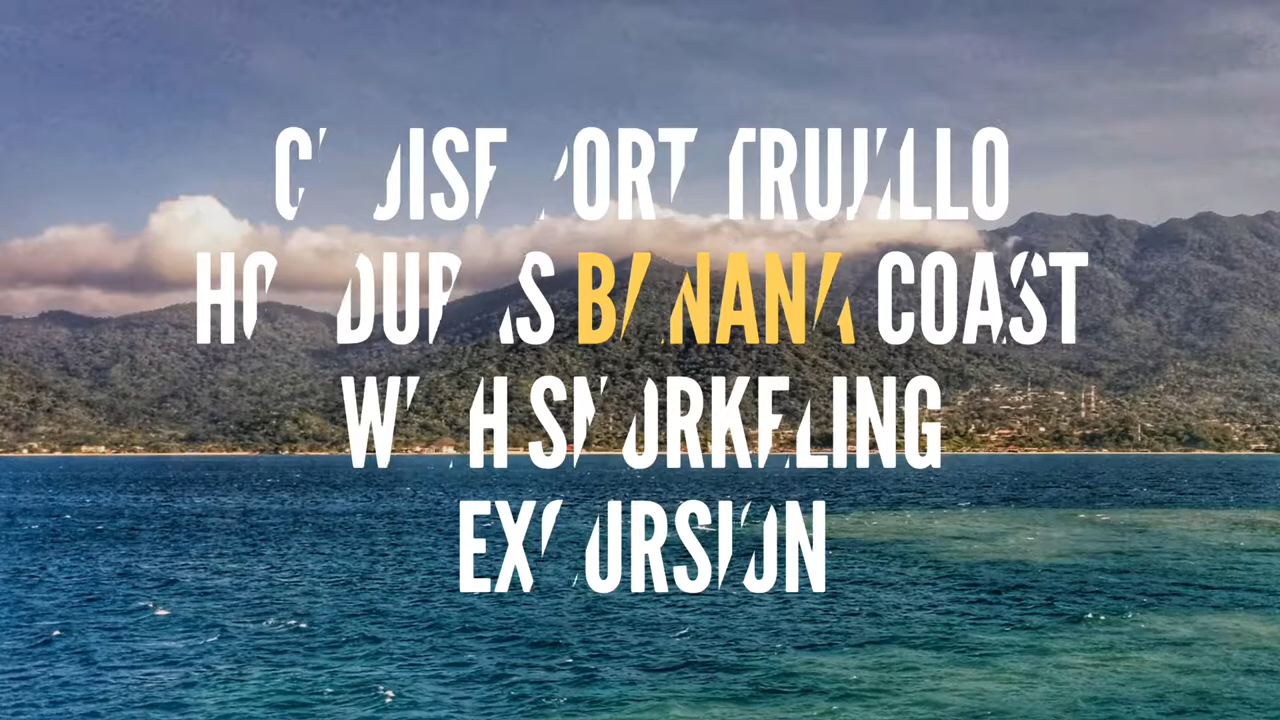 CRUISE PORT TRUJILLO
HONDURAS BANANA COAST
WITH SNORKELING
EXCURSION